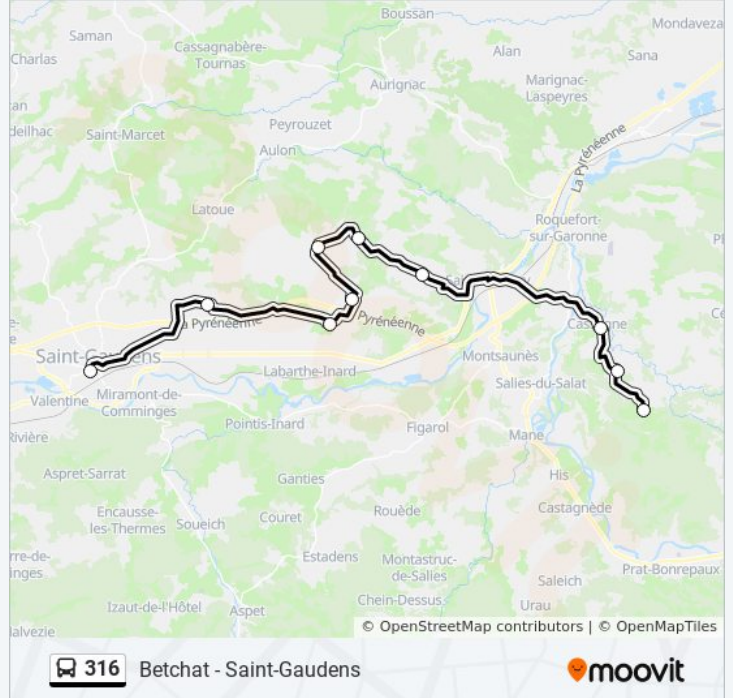 Boussan
Saman
Mondaveza
Cassagnabère-
Tournas
Charlas
Alan
Sana
Aurignac
Marignac-
Laspeyres
Saint-Marcet
Peyrouzet
Aulon
La Pyrénéenne
Latoue
Roquefort-
sur-Garonne
Pyrénéenne
Pyrénéenne
Saint-Gaudens
Montsaunès
Labarthe-Inard
Salies-du-Salat
Valentine
Miramont-de-
Comminges
Pointis-Inard
Figarol
Mane
Rivière
Aspret-Sarrat
Ganties
His
Encausse-
les-Thermes
Soueich
Couret
Rouède
Castagnède
Estadens
Montastruc-
de-Salies
Prat-Bonrepaux
Saleich
Izaut-de-l'Hôtel
Aspet
Chein-Dessus
Urau
© OpenStreetMap contributors | © OpenMapTiles
316 Betchat - Saint-Gaudens moovit